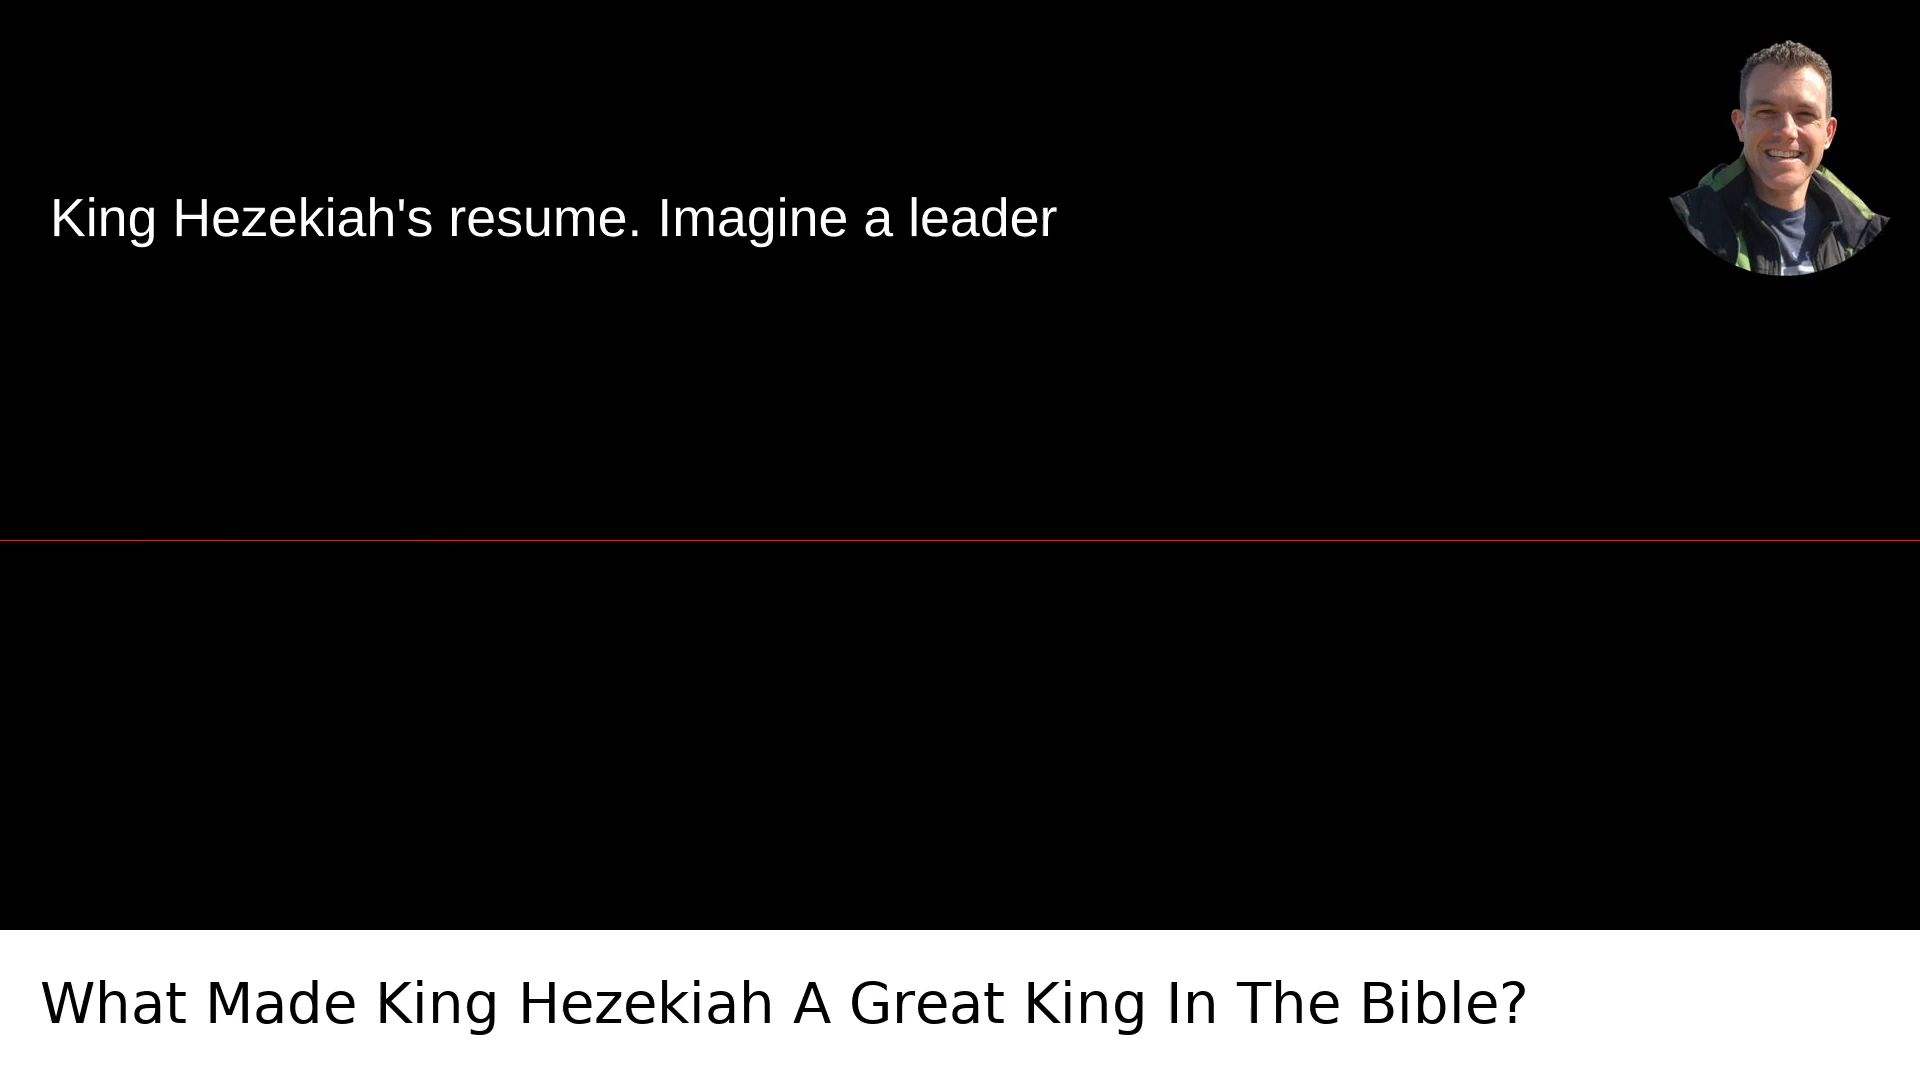 King Hezekiah's resume. Imagine a leader
What Made King Hezekiah A Great King In The Bible?